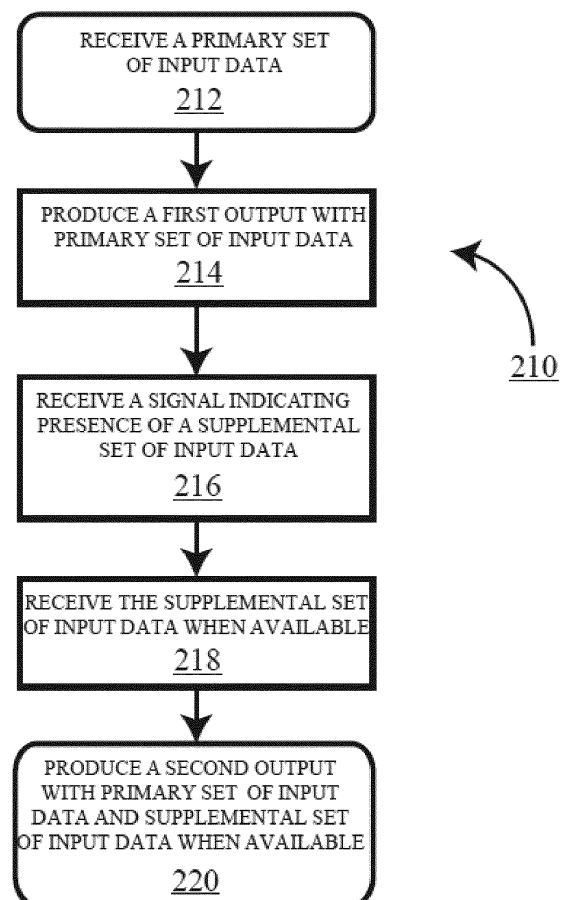 RECEIVE A PRIMARY SET
OF INPUT DATA
212
PRODUCE A FIRST OUTPUT WITH
PRIMARY SET OF INPUT DATA
214
210
RECEIVE A SIGNAL INDICATING
PRESENCE OF A SUPPLEMENTAL
SET OF INPUT DATA
216
RECEIVE THE SUPPLEMENTAL SET
OF INPUT DATA WHEN AVAILABLE
218
PRODUCE A SECOND OUTPUT
WITH PRIMARY SET OF INPUT
DATA AND SUPPLEMENTAL SET
OF INPUT DATA WHEN AVAILABLE
220